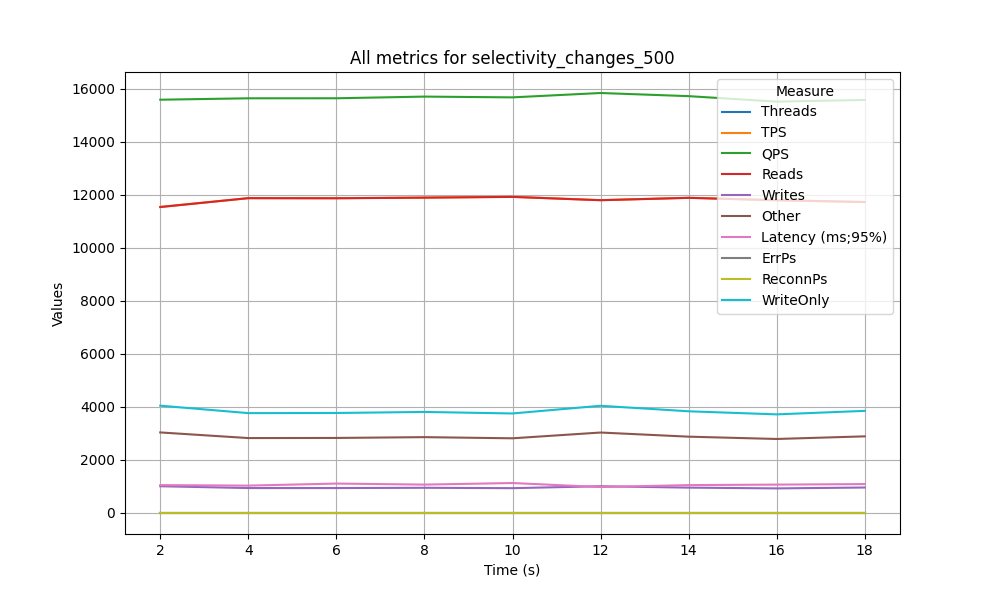 All metrics for selectivity_changes_500
16000
14000
12000
10000
8000
6000
4000
2000
0
Values
Measure
Threads
TPS
QPS
Reads
Writes
Other
Latency (ms;95%)
ErrPs
ReconnPs
WriteOnly
2 4 6 8 10 12 14 16 18
Time (s)